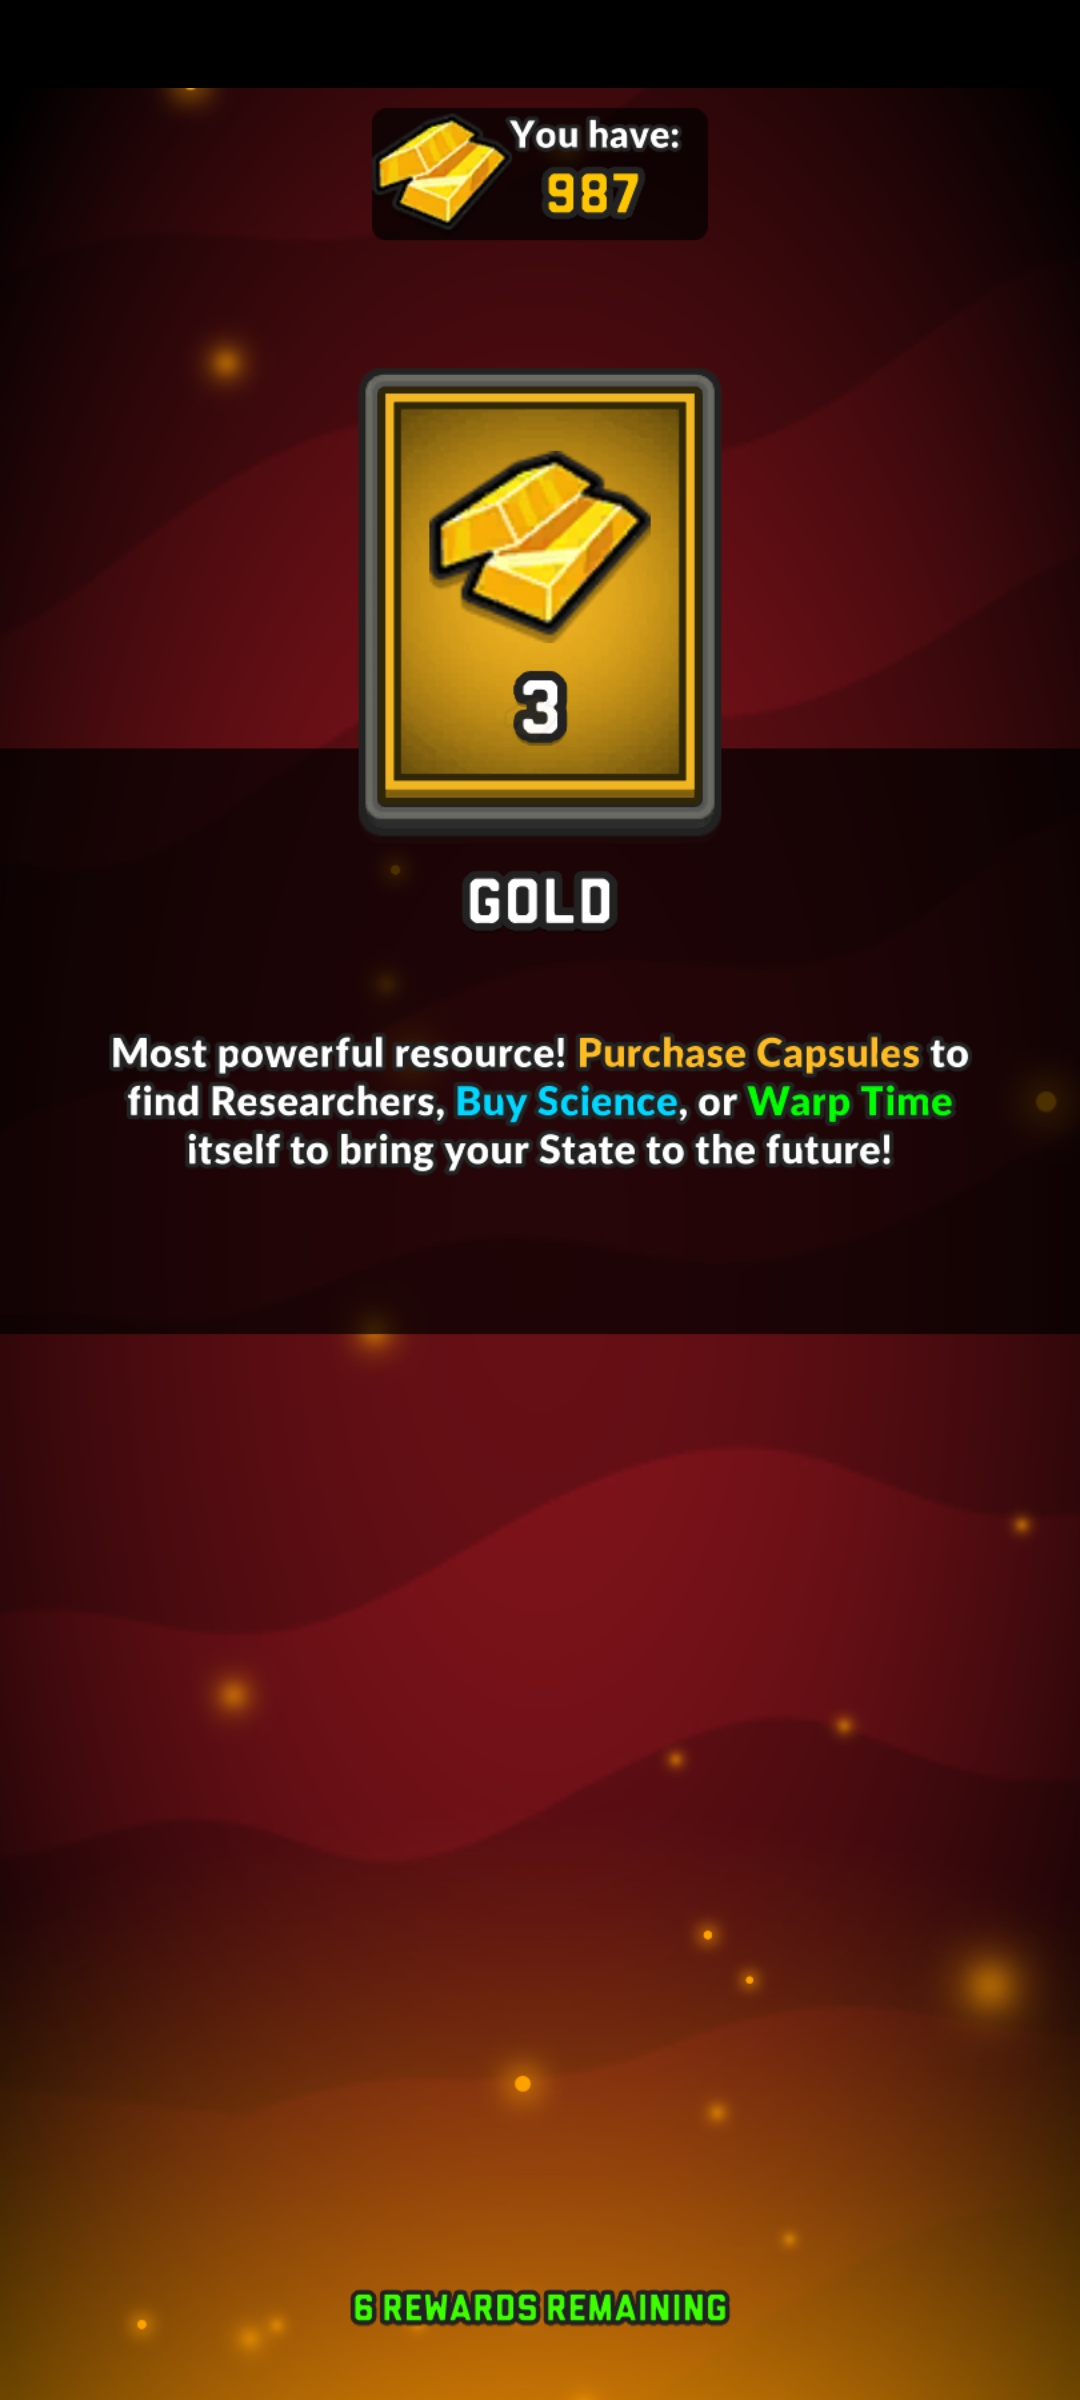 You have:
987
3
GOLD
Most powerful resource! Purchase Capsules to
find Researchers, Buy Science, or Warp Time
itself to bring your State to the future!
6 REWARDS REMAINING